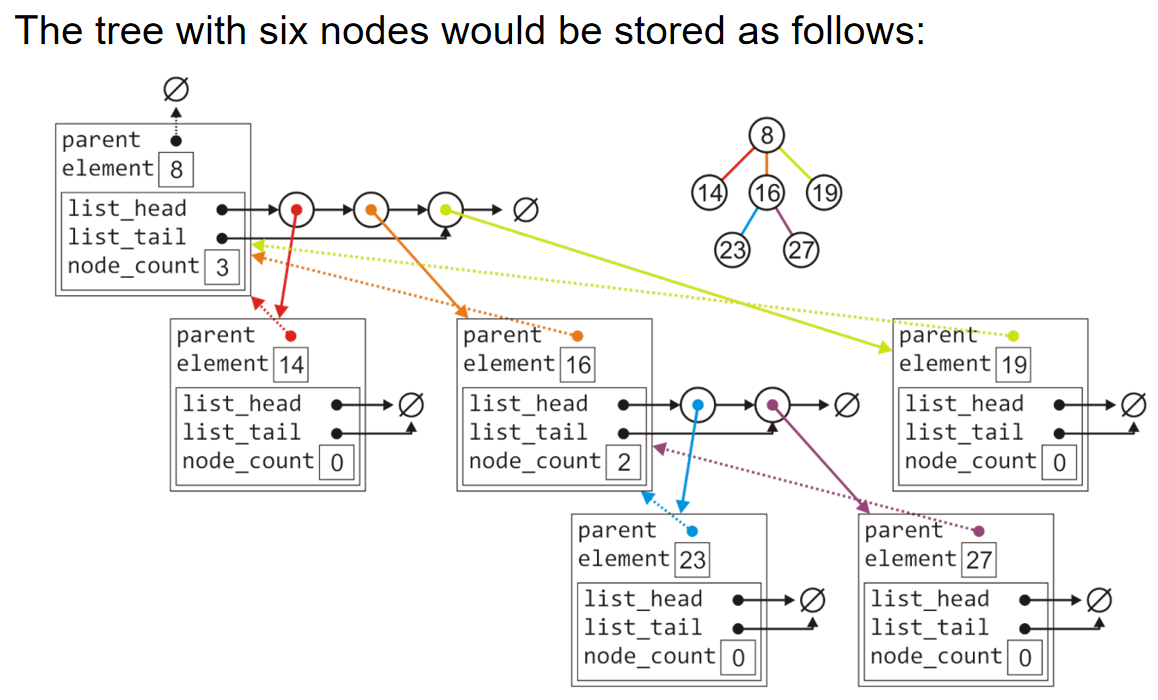 The tree with six nodes would be stored as follows:
∅
parent
element 8
list_head ∅
list_tail
node_count 3
8
14 16 19
23 27
parent
element 14
list_head ∅
list_tail
node_count 0
parent
element 16
list_head ∅
list_tail
node_count 2
parent
element 19
list_head ∅
list_tail
node_count 0
parent
element 23
list_head ∅
list_tail
node_count 0
parent
element 27
list_head ∅
list_tail
node_count 0